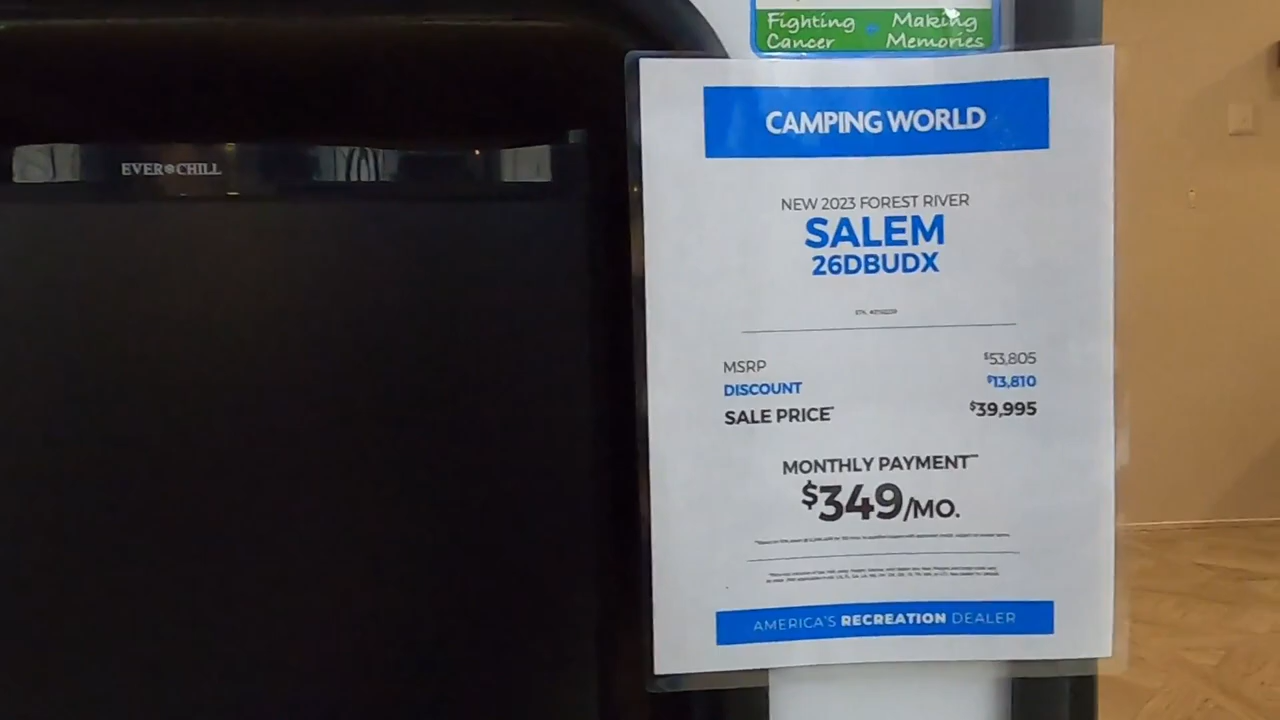 Fighting Making
Cancer Memories
EVER❄CHILL
CAMPING WORLD
NEW 2023 FOREST RIVER
SALEM
26DBUDX
MSRP $53,805
DISCOUNT $13,810
SALE PRICE* $39,995
MONTHLY PAYMENT**
$349/MO.
AMERICA'S RECREATION DEALER